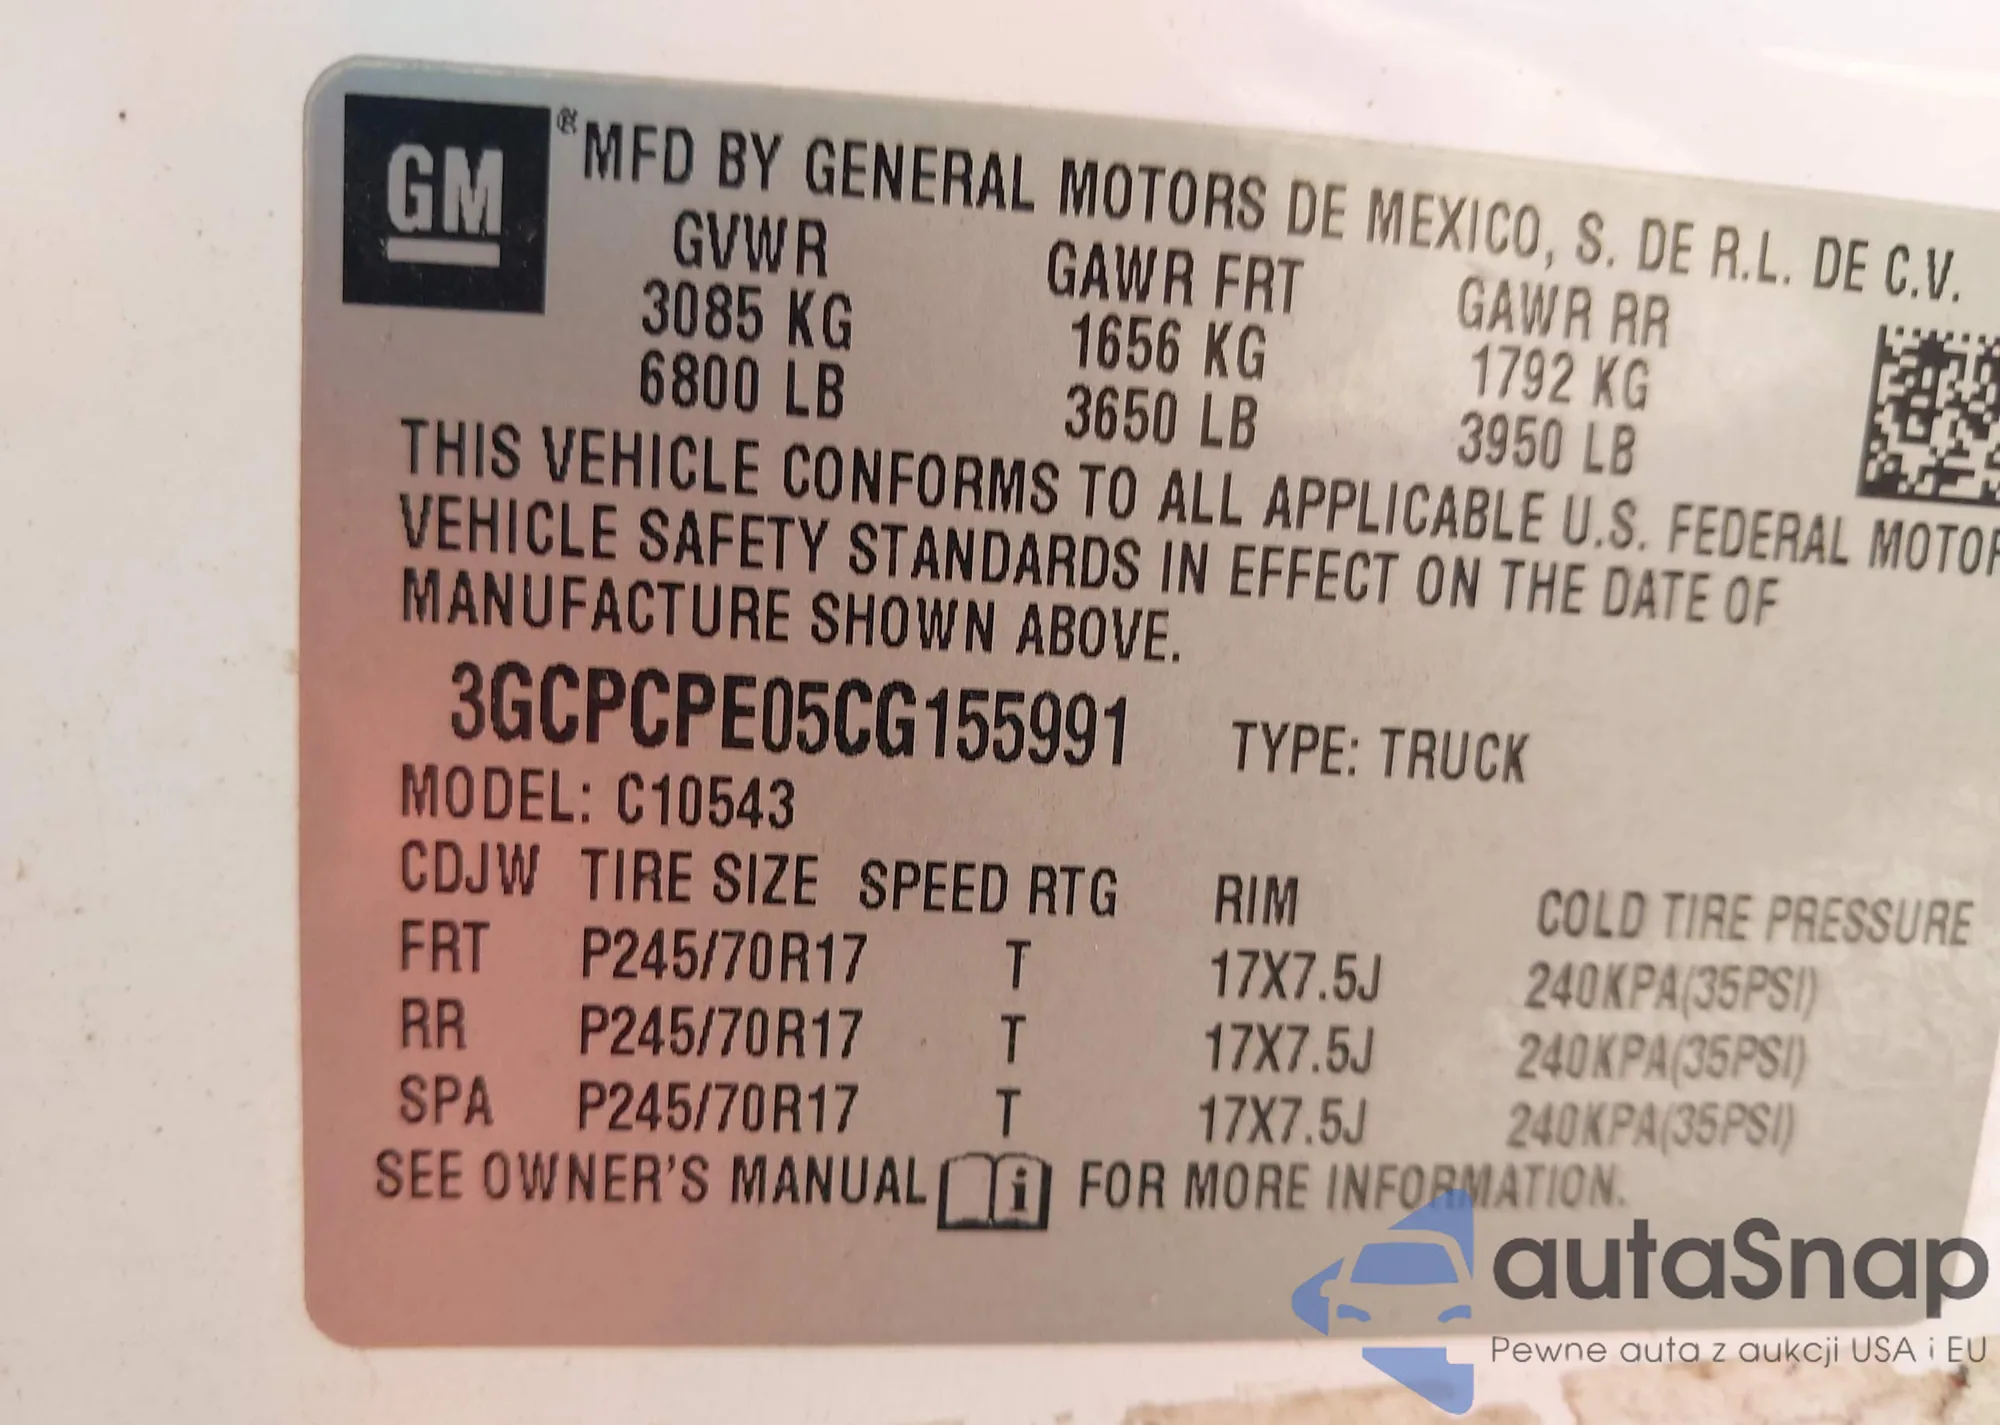 GM
® MFD BY GENERAL MOTORS DE MEXICO, S. DE R.L. DE C.V.
GVWR GAWR FRT GAWR RR
3085 KG 1656 KG 1792 KG
6800 LB 3650 LB 3950 LB
THIS VEHICLE CONFORMS TO ALL APPLICABLE U.S. FEDERAL MOTOR
VEHICLE SAFETY STANDARDS IN EFFECT ON THE DATE OF
MANUFACTURE SHOWN ABOVE.
3GCPCPE05CG155991 TYPE: TRUCK
MODEL: C10543
CDJW TIRE SIZE SPEED RTG RIM COLD TIRE PRESSURE
FRT P245/70R17 T 17X7.5J 240KPA(35PSI)
RR P245/70R17 T 17X7.5J 240KPA(35PSI)
SPA P245/70R17 T 17X7.5J 240KPA(35PSI)
SEE OWNER'S MANUAL i FOR MORE INFORMATION.
autaSnap
Pewne auta z aukcji USA i EU